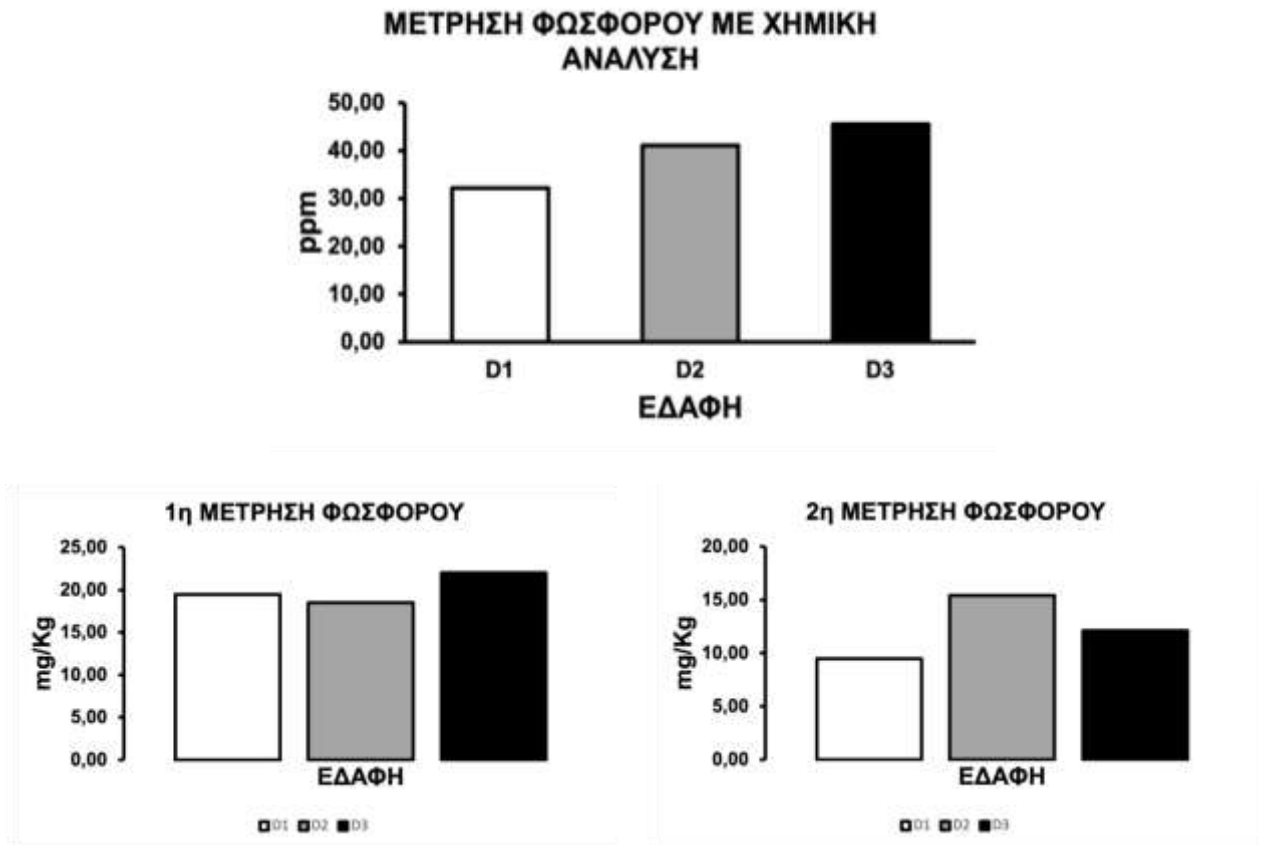 ΜΕΤΡΗΣΗ ΦΩΣΦΟΡΟΥ ΜΕ ΧΗΜΙΚΗ
ΑΝΑΛΥΣΗ
50,00
40,00
30,00
20,00
10,00
0,00
ppm
D1 D2 D3
ΕΔΑΦΗ
1η ΜΕΤΡΗΣΗ ΦΩΣΦΟΡΟΥ
25,00
20,00
15,00
10,00
5,00
0,00
mg/Kg
ΕΔΑΦΗ
D1 D2 D3
2η ΜΕΤΡΗΣΗ ΦΩΣΦΟΡΟΥ
20,00
15,00
10,00
5,00
0,00
mg/Kg
ΕΔΑΦΗ
D1 D2 D3